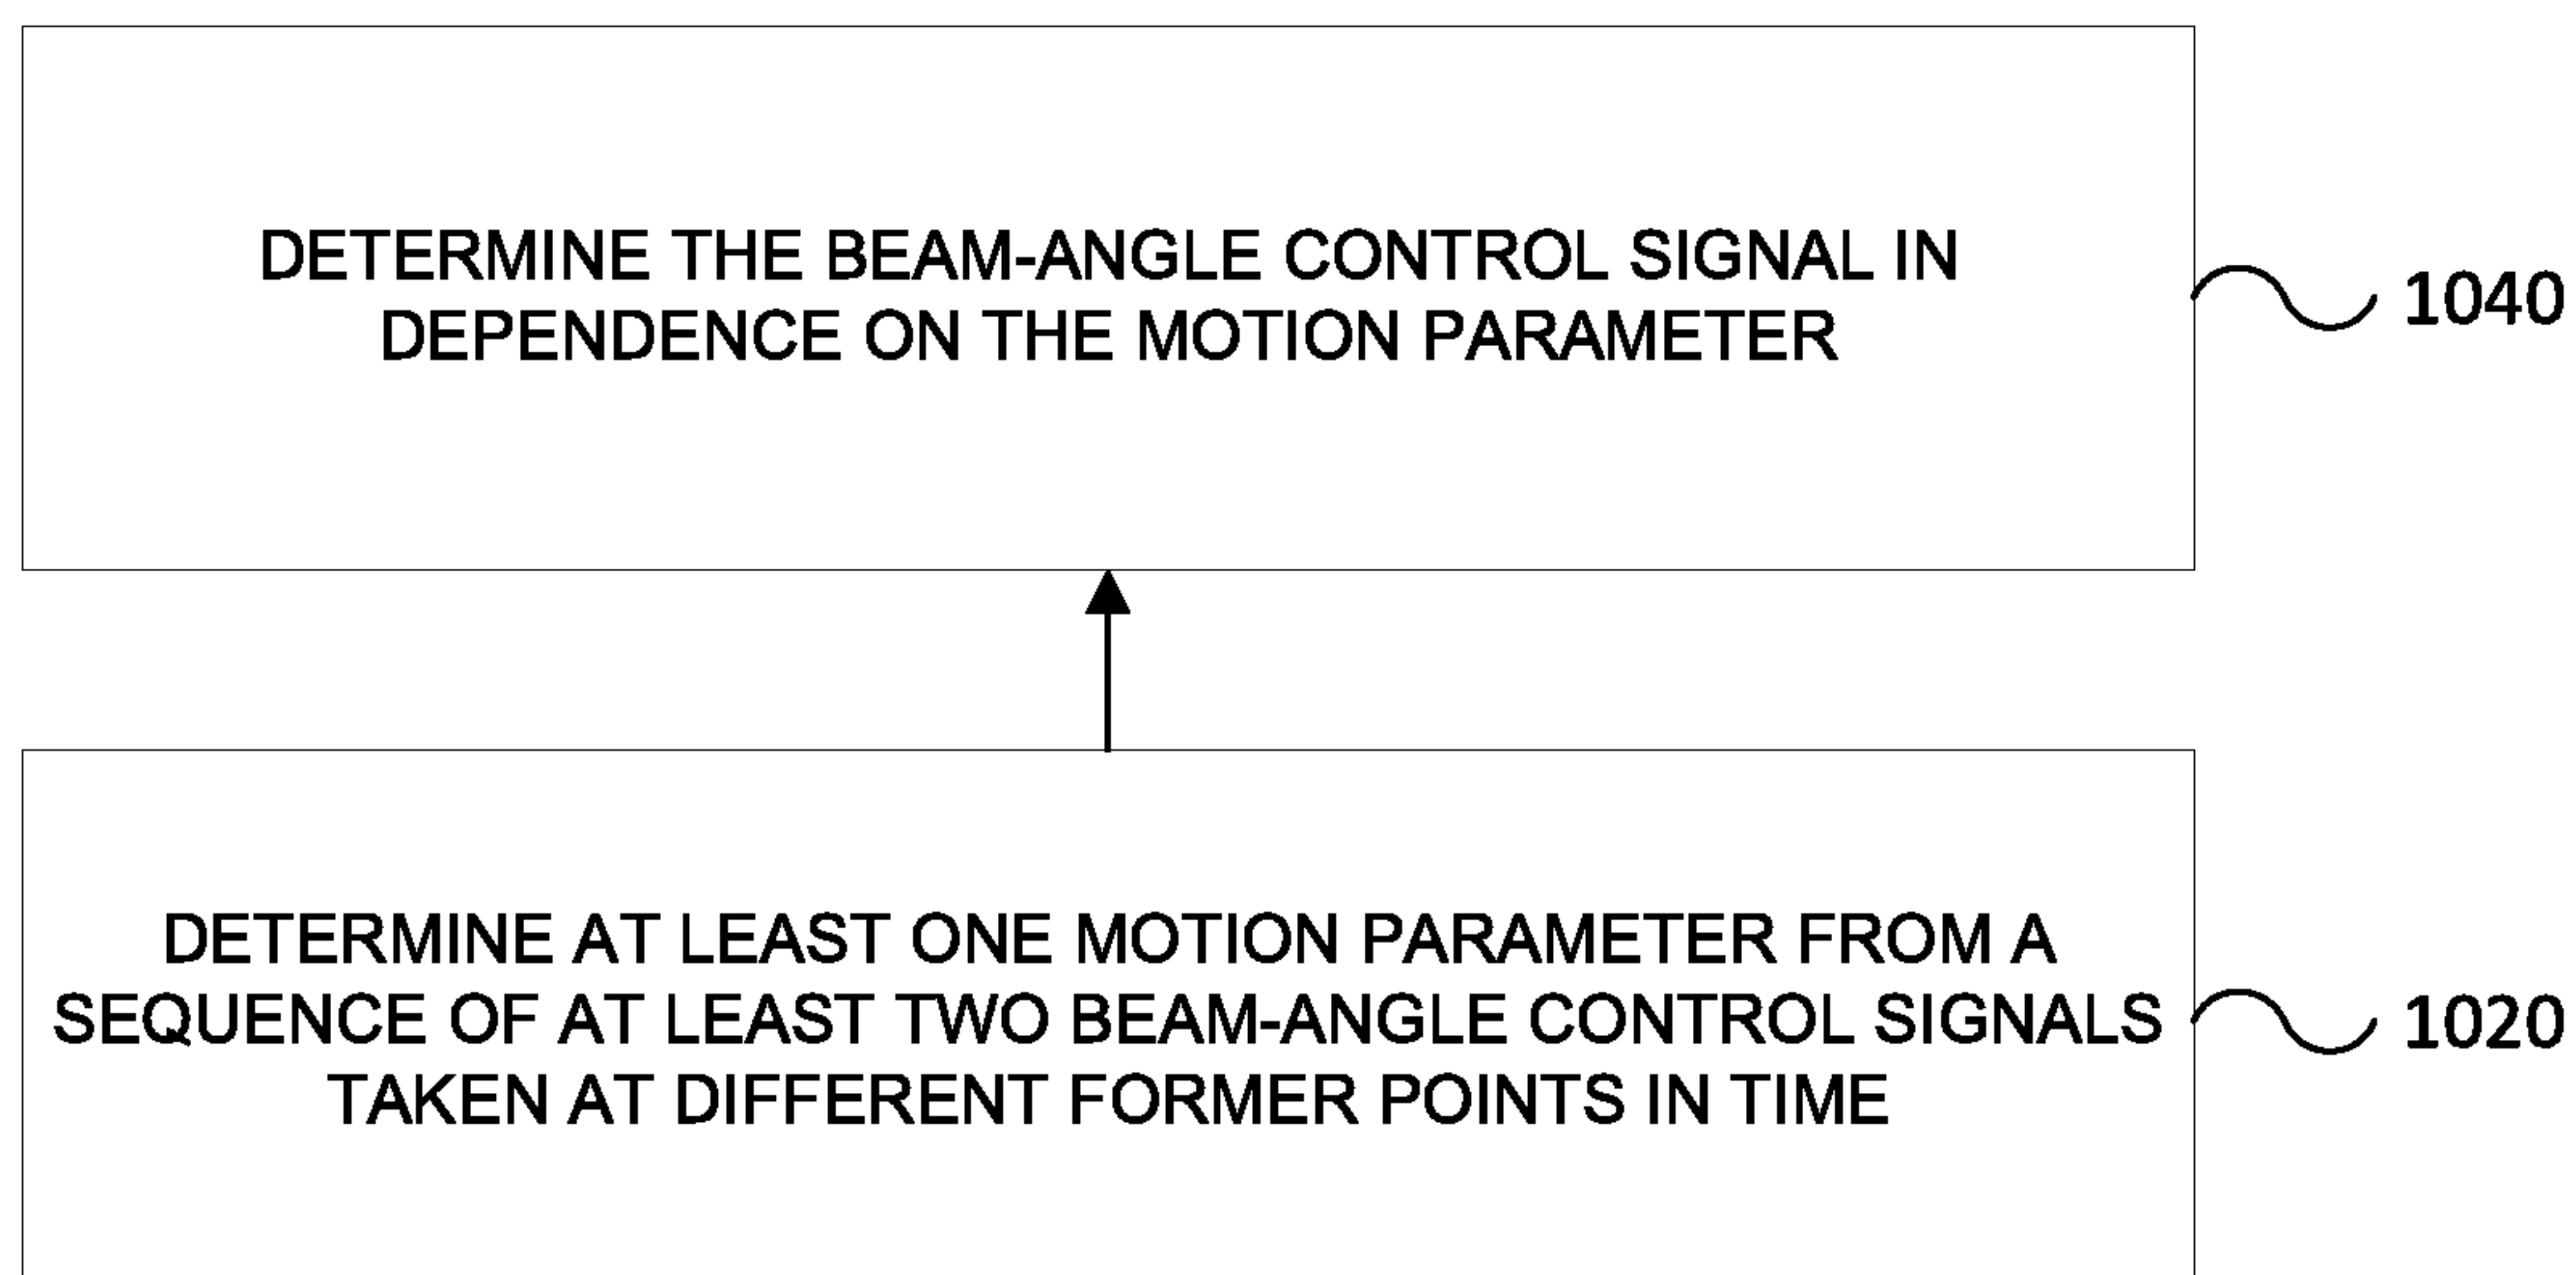 DETERMINE THE BEAM-ANGLE CONTROL SIGNAL IN
DEPENDENCE ON THE MOTION PARAMETER
1040
DETERMINE AT LEAST ONE MOTION PARAMETER FROM A
SEQUENCE OF AT LEAST TWO BEAM-ANGLE CONTROL SIGNALS
TAKEN AT DIFFERENT FORMER POINTS IN TIME
1020